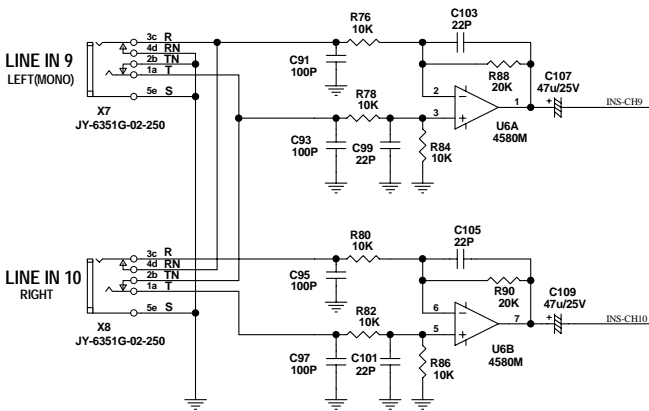 LINE IN 9
LEFT(MONO)
3c R
4d RN
2b TN
1a T
5e S
X7
JY-6351G-02-250
R76
10K
C91
100P
C103
22P
R88
20K
C107
47u/25V
+
2
3
1
U6A
4580M
INS-CH9
R78
10K
C93
100P
C99
22P
R84
10K
LINE IN 10
RIGHT
3c R
4d RN
2b TN
1a T
5e S
X8
JY-6351G-02-250
R80
10K
C95
100P
C105
22P
R90
20K
C109
47u/25V
+
6
5
7
U6B
4580M
INS-CH10
R82
10K
C97
100P
C101
22P
R86
10K